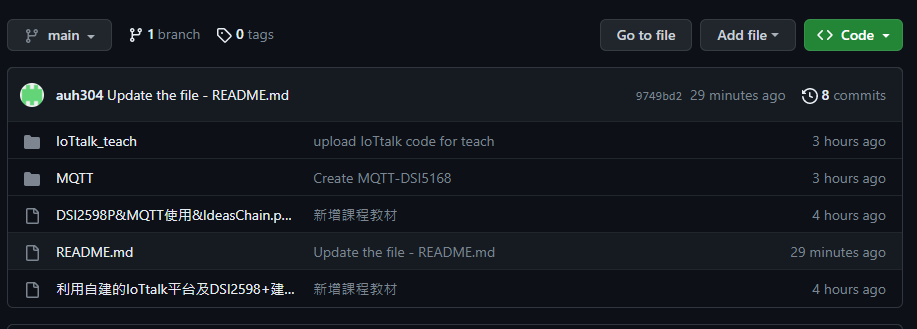 main 1 branch 0 tags Go to file Add file Code
auh304 Update the file - README.md 9749bd2 29 minutes ago 8 commits
IoTtalk_teach upload IoTtalk code for teach 3 hours ago
MQTT Create MQTT-DSI5168 3 hours ago
DSI2598P&MQTT使用&IdeasChain.p... 新增課程教材 4 hours ago
README.md Update the file - README.md 29 minutes ago
利用自建的IoTtalk平台及DSI2598+建... 新增課程教材 4 hours ago